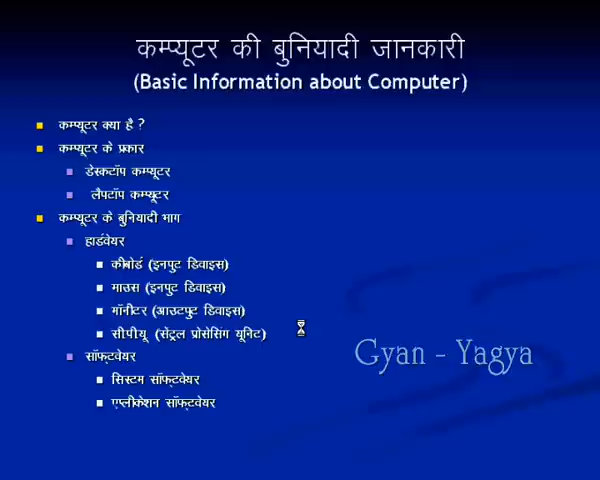 कम्प्यूटर की बुनियादी जानकारी
(Basic Information about Computer)
कम्प्यूटर क्या है ?
कम्प्यूटर के प्रकार
डेस्कटॉप कम्प्यूटर
लैपटॉप कम्प्यूटर
कम्प्यूटर के बुनियादी भाग
हार्डवेयर
कीबोर्ड (इनपुट डिवाइस)
माउस (इनपुट डिवाइस)
मॉनीटर (आउटपुट डिवाइस)
सी.पी.यू. (सेंट्रल प्रोसेसिंग यूनिट)
Gyan - Yagya
सॉफ्टवेयर
सिस्टम सॉफ्टवेयर
एप्लीकेशन सॉफ्टवेयर